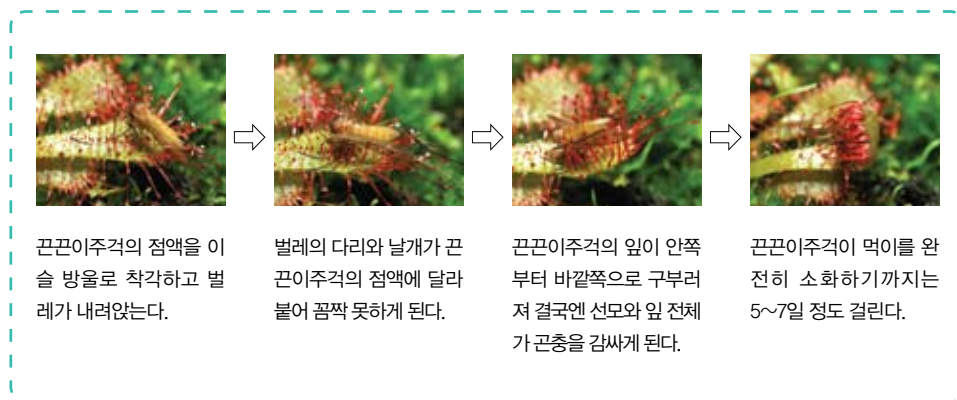 끈끈이주걱의 점액을 이
슬 방울로 착각하고 벌
레가 내려앉는다.
벌레의 다리와 날개가 끈
끈이주걱의 점액에 달라
붙어 꼼짝 못하게 된다.
끈끈이주걱의 잎이 안쪽
부터 바깥쪽으로 구부러
져 결국엔 선모와 잎 전체
가 곤충을 감싸게 된다.
끈끈이주걱이 먹이를 완
전히 소화하기까지는
5~7일 정도 걸린다.